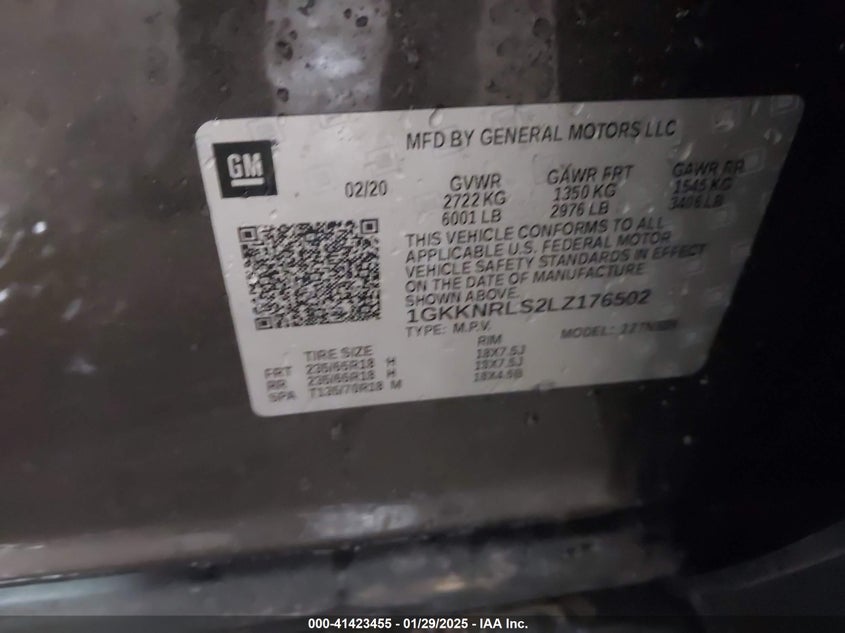 MFD BY GENERAL MOTORS LLC
GM
02/20
GVWR GAWR FRT GAWR RR
2722 KG 1350 KG 1545 KG
6001 LB 2976 LB 3406 LB
THIS VEHICLE CONFORMS TO ALL
APPLICABLE U.S. FEDERAL MOTOR
VEHICLE SAFETY STANDARDS IN EFFECT
ON THE DATE OF MANUFACTURE
SHOWN ABOVE.
1GKKNRLS2LZ176502
TYPE: M.P.V. MODEL:
TIRE SIZE RIM
FRT 235/65R18 H 18X7.5J
RR 235/65R18 H 18X7.5J
SPA T135/70R18 M 18X4.5B
000-41423455 - 01/29/2025 - IAA Inc.